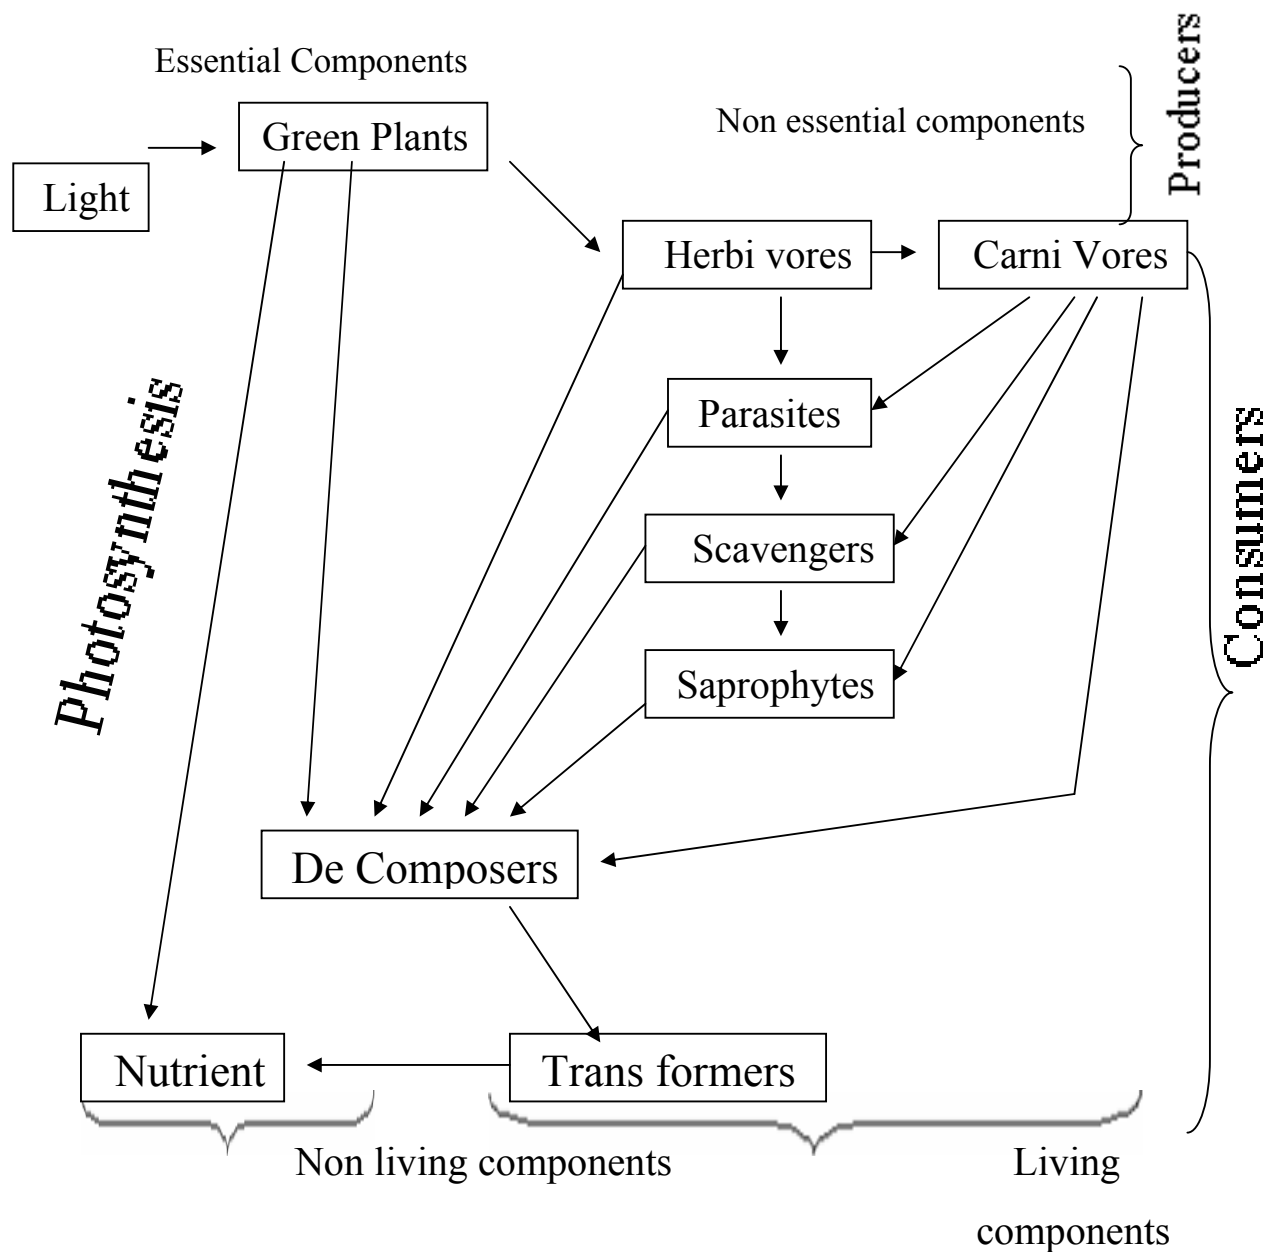 Essential Components
Producers
Non essential components
Green Plants
Light
Herbi vores
Carni Vores
Photosynthesis
Parasites
Consumers
Scavengers
Saprophytes
De Composers
Nutrient
Trans formers
Non living components
Living
components